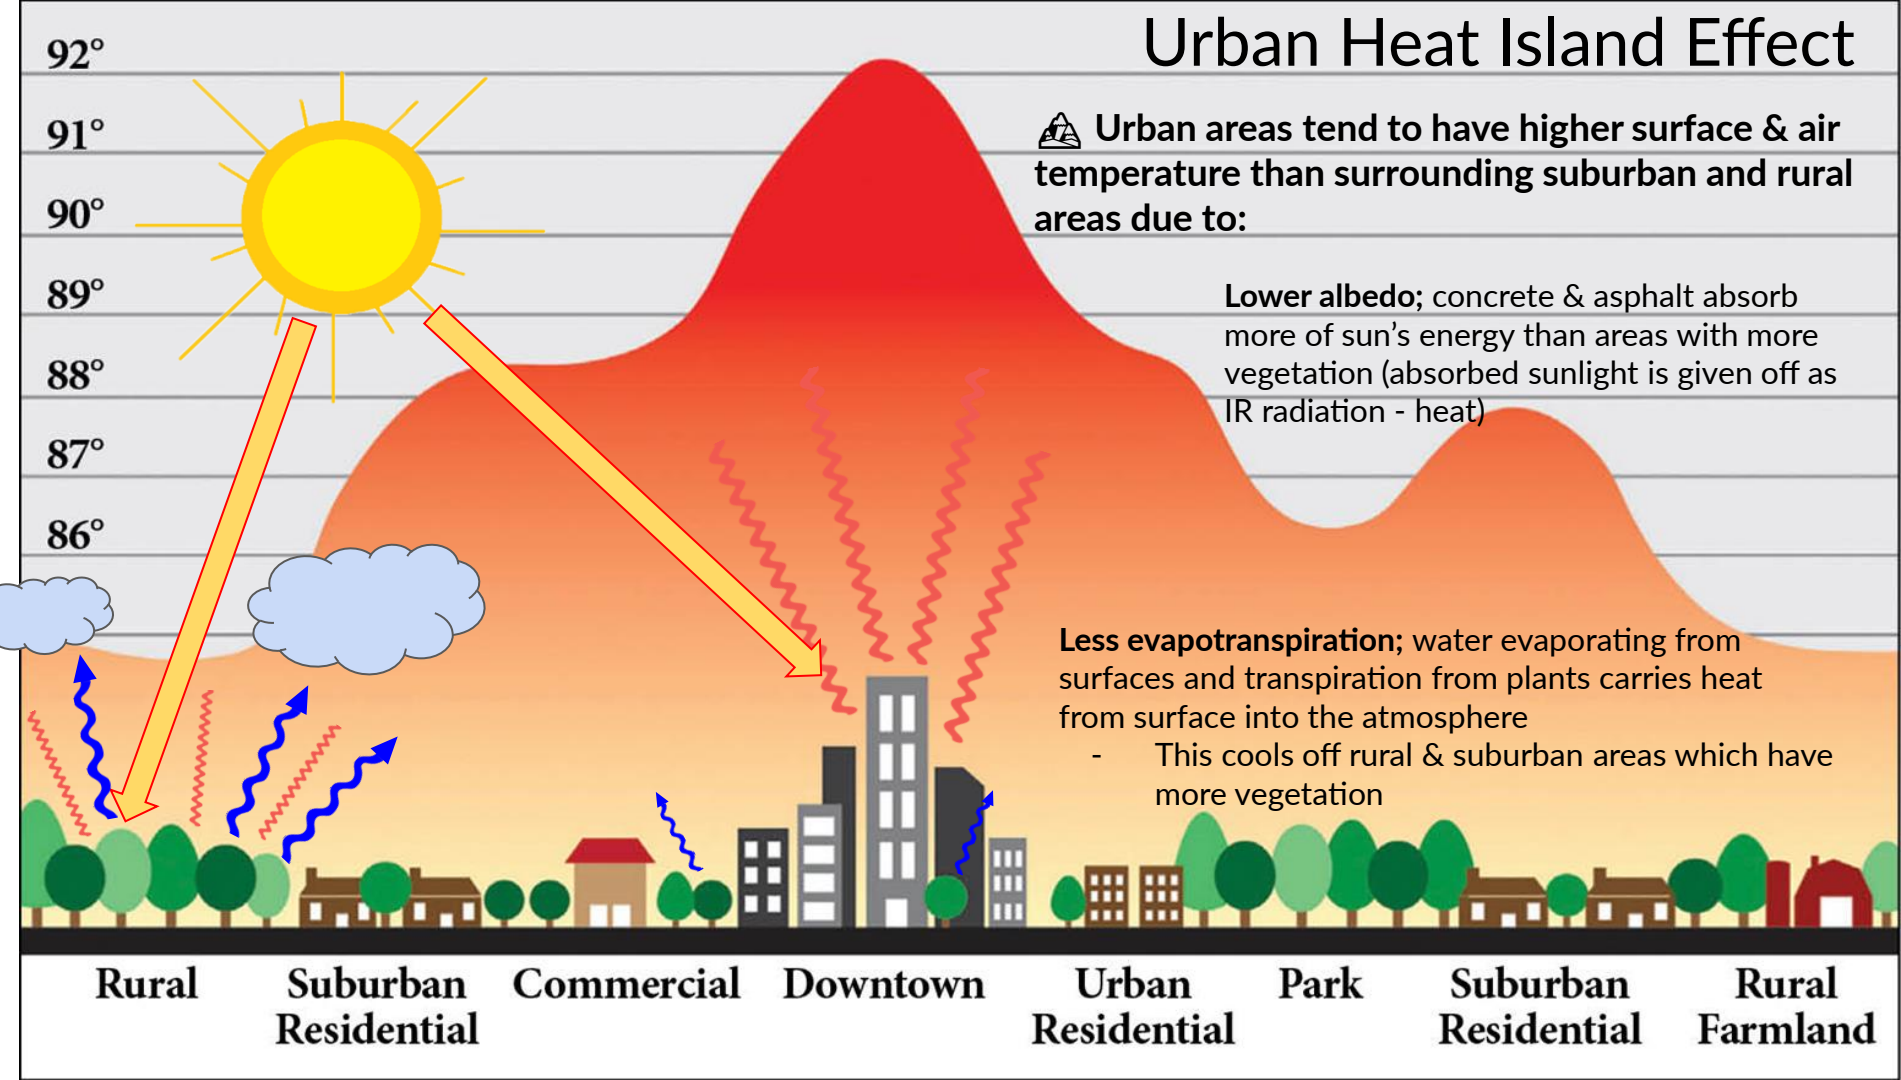 Urban Heat Island Effect
92°
91°
90°
89°
88°
87°
86°
Urban areas tend to have higher surface & air
temperature than surrounding suburban and rural
areas due to:
Lower albedo; concrete & asphalt absorb
more of sun’s energy than areas with more
vegetation (absorbed sunlight is given off as
IR radiation - heat)
Less evapotranspiration; water evaporating from
surfaces and transpiration from plants carries heat
from surface into the atmosphere
- This cools off rural & suburban areas which have
more vegetation
Rural
Suburban
Residential
Commercial
Downtown
Urban
Residential
Park
Suburban
Residential
Rural
Farmland